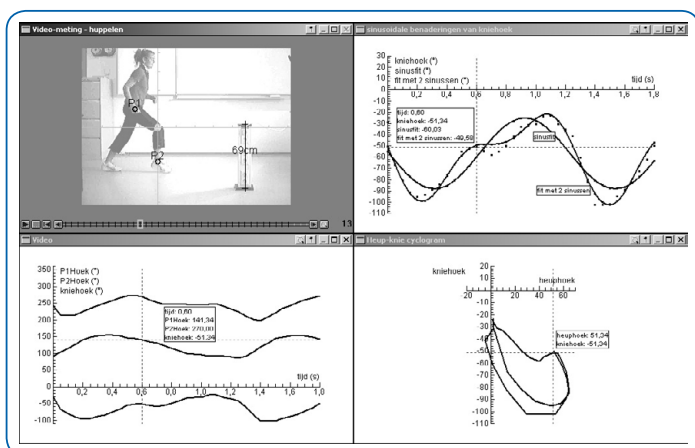 Video-meting - huppelen
P1
P2
69cm
13
sinusoidale benaderingen van kniehoek
kniehoek (°)
sinusfit (°)
fit met 2 sinussen (°)
tijd (s)
30
20
10
0
-10
-20
-30
-40
-50
-60
-70
-80
-90
-100
-110
0,2 0,4 0,6 0,8 1,0 1,2 1,4 1,6 1,8
tijd: 0,60
kniehoek: -51,34
sinusfit: -60,03
fit met 2 sinussen: -49,58
sinusfit
fit met 2 sinussen
Video
P1Hoek (°)
P2Hoek (°)
kniehoek (°)
350
300
250
200
150
100
50
0
-50
-100
tijd: 0,60
P1Hoek: 141,34
P2Hoek: 270,00
kniehoek: -51,34
tijd (s)
0,0 0,2 0,4 0,6 0,8 1,0 1,2 1,4 1,6 1,8
Heup-knie cyclogram
kniehoek (°)
heuphoek (°)
20
10
-20 0 20 40 60
-10
-20
-30
-40
-50
-60
-70
-80
-90
-100
-110
heuphoek: 51,34
kniehoek: -51,34